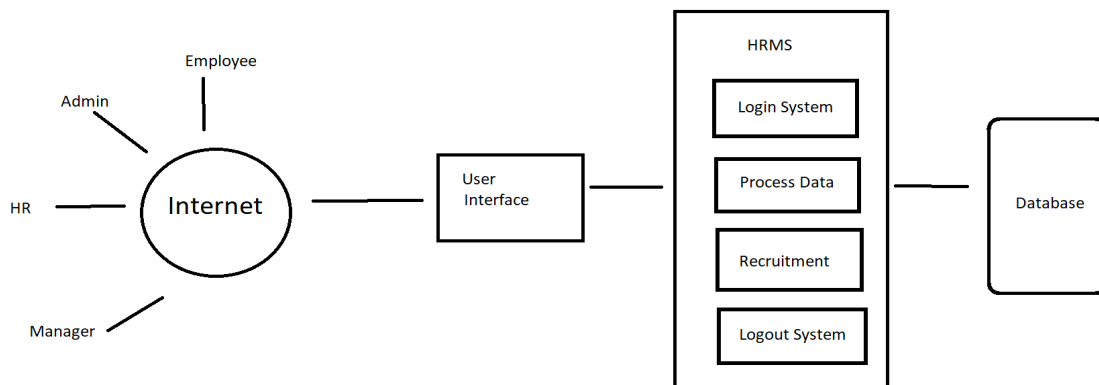 Employee
Admin
HR
Manager
Internet
User
Interface
HRMS
Login System
Process Data
Recruitment
Logout System
Database